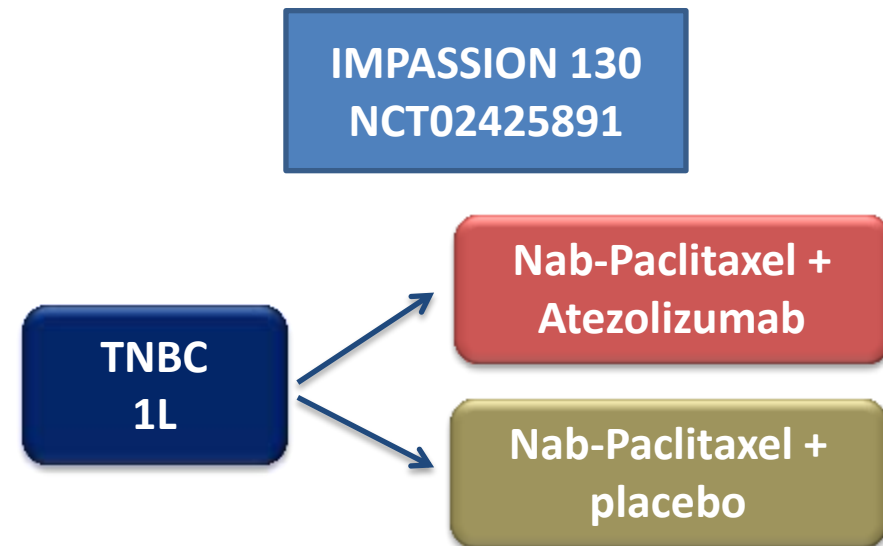 IMPASSION 130
NCT02425891
Nab-Paclitaxel +
Atezolizumab
TNBC
1L
Nab-Paclitaxel +
placebo